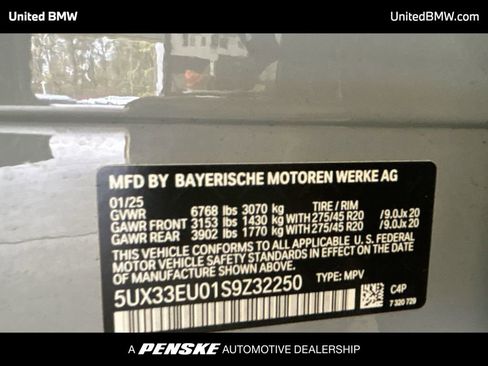 United BMW
UnitedBMW.com
MFD BY BAYERISCHE MOTOREN WERKE AG
01/25
TIRE / RIM
GVWR 6768 lbs 3070 kg
GAWR FRONT 3153 lbs 1430 kg WITH 275/45 R20 / 9.0Jx 20
GAWR REAR 3902 lbs 1770 kg WITH 275/45 R20 / 9.0Jx 20
THIS VEHICLE CONFORMS TO ALL APPLICABLE U. S. FEDERAL
MOTOR VEHICLE SAFETY STANDARDS IN EFFECT ON THE DATE
OF MANUFACTURE SHOWN ABOVE.
5UX33EU01S9Z32250 TYPE: MPV
C4P
7 320 729
A PENSKE AUTOMOTIVE DEALERSHIP